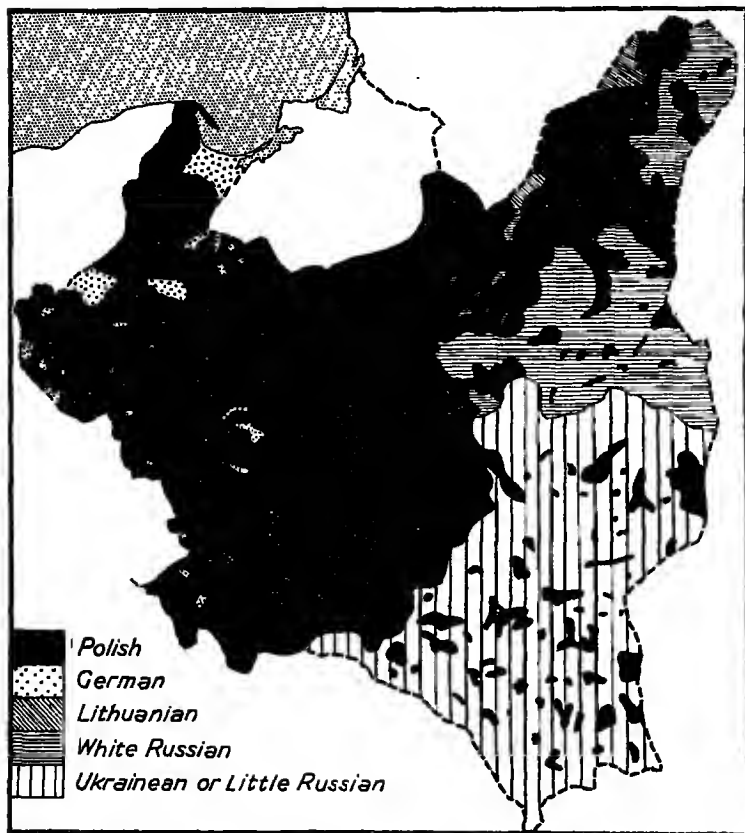 Polish
German
Lithuanian
White Russian
Ukrainean or Little Russian